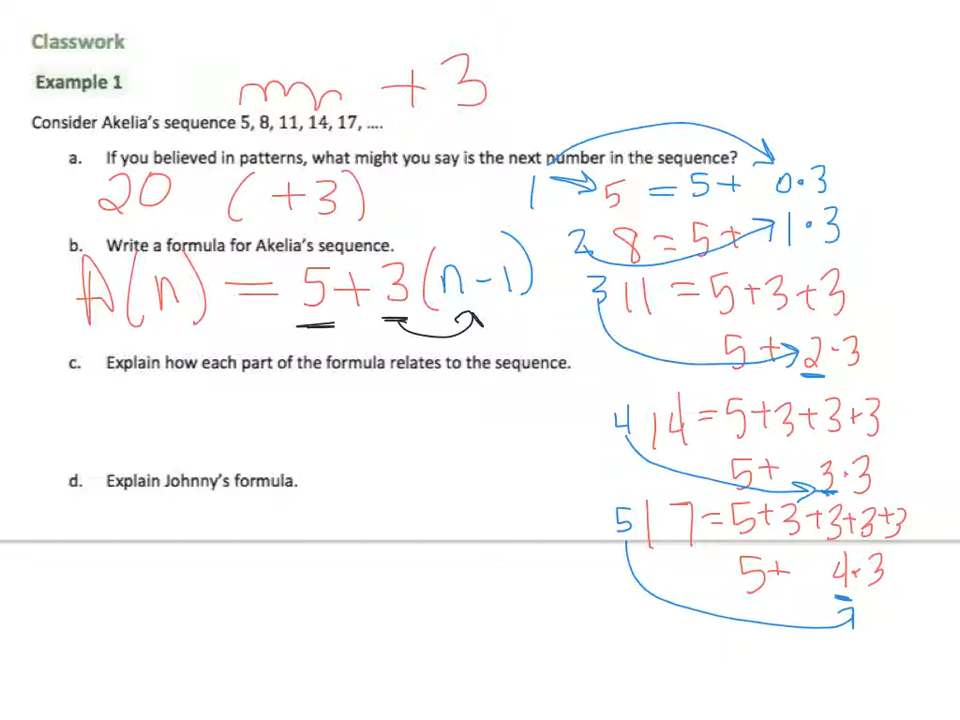 Classwork
Example 1
+3
Consider Akelia's sequence 5, 8, 11, 14, 17, ....
a. If you believed in patterns, what might you say is the next number in the sequence?
20 (+3)
b. Write a formula for Akelia's sequence.
A(n) = 5+3(n-1)
c. Explain how each part of the formula relates to the sequence.
d. Explain Johnny's formula.
1 5 = 5+ 0·3
2 8 = 5+ 1·3
3 11 = 5+3+3
5+ 2·3
4 14 = 5+3+3+3
5+ 3·3
5 17 = 5+3+3+3+3
5+ 4·3